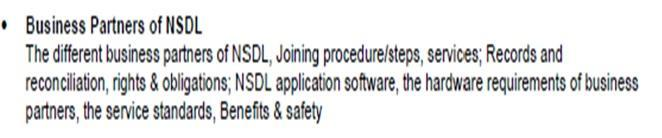 • Business Partners of NSDL
The different business partners of NSDL, Joining procedure/steps, services; Records and
reconciliation, rights & obligations; NSDL application software, the hardware requirements of business
partners, the service standards, Benefits & safety